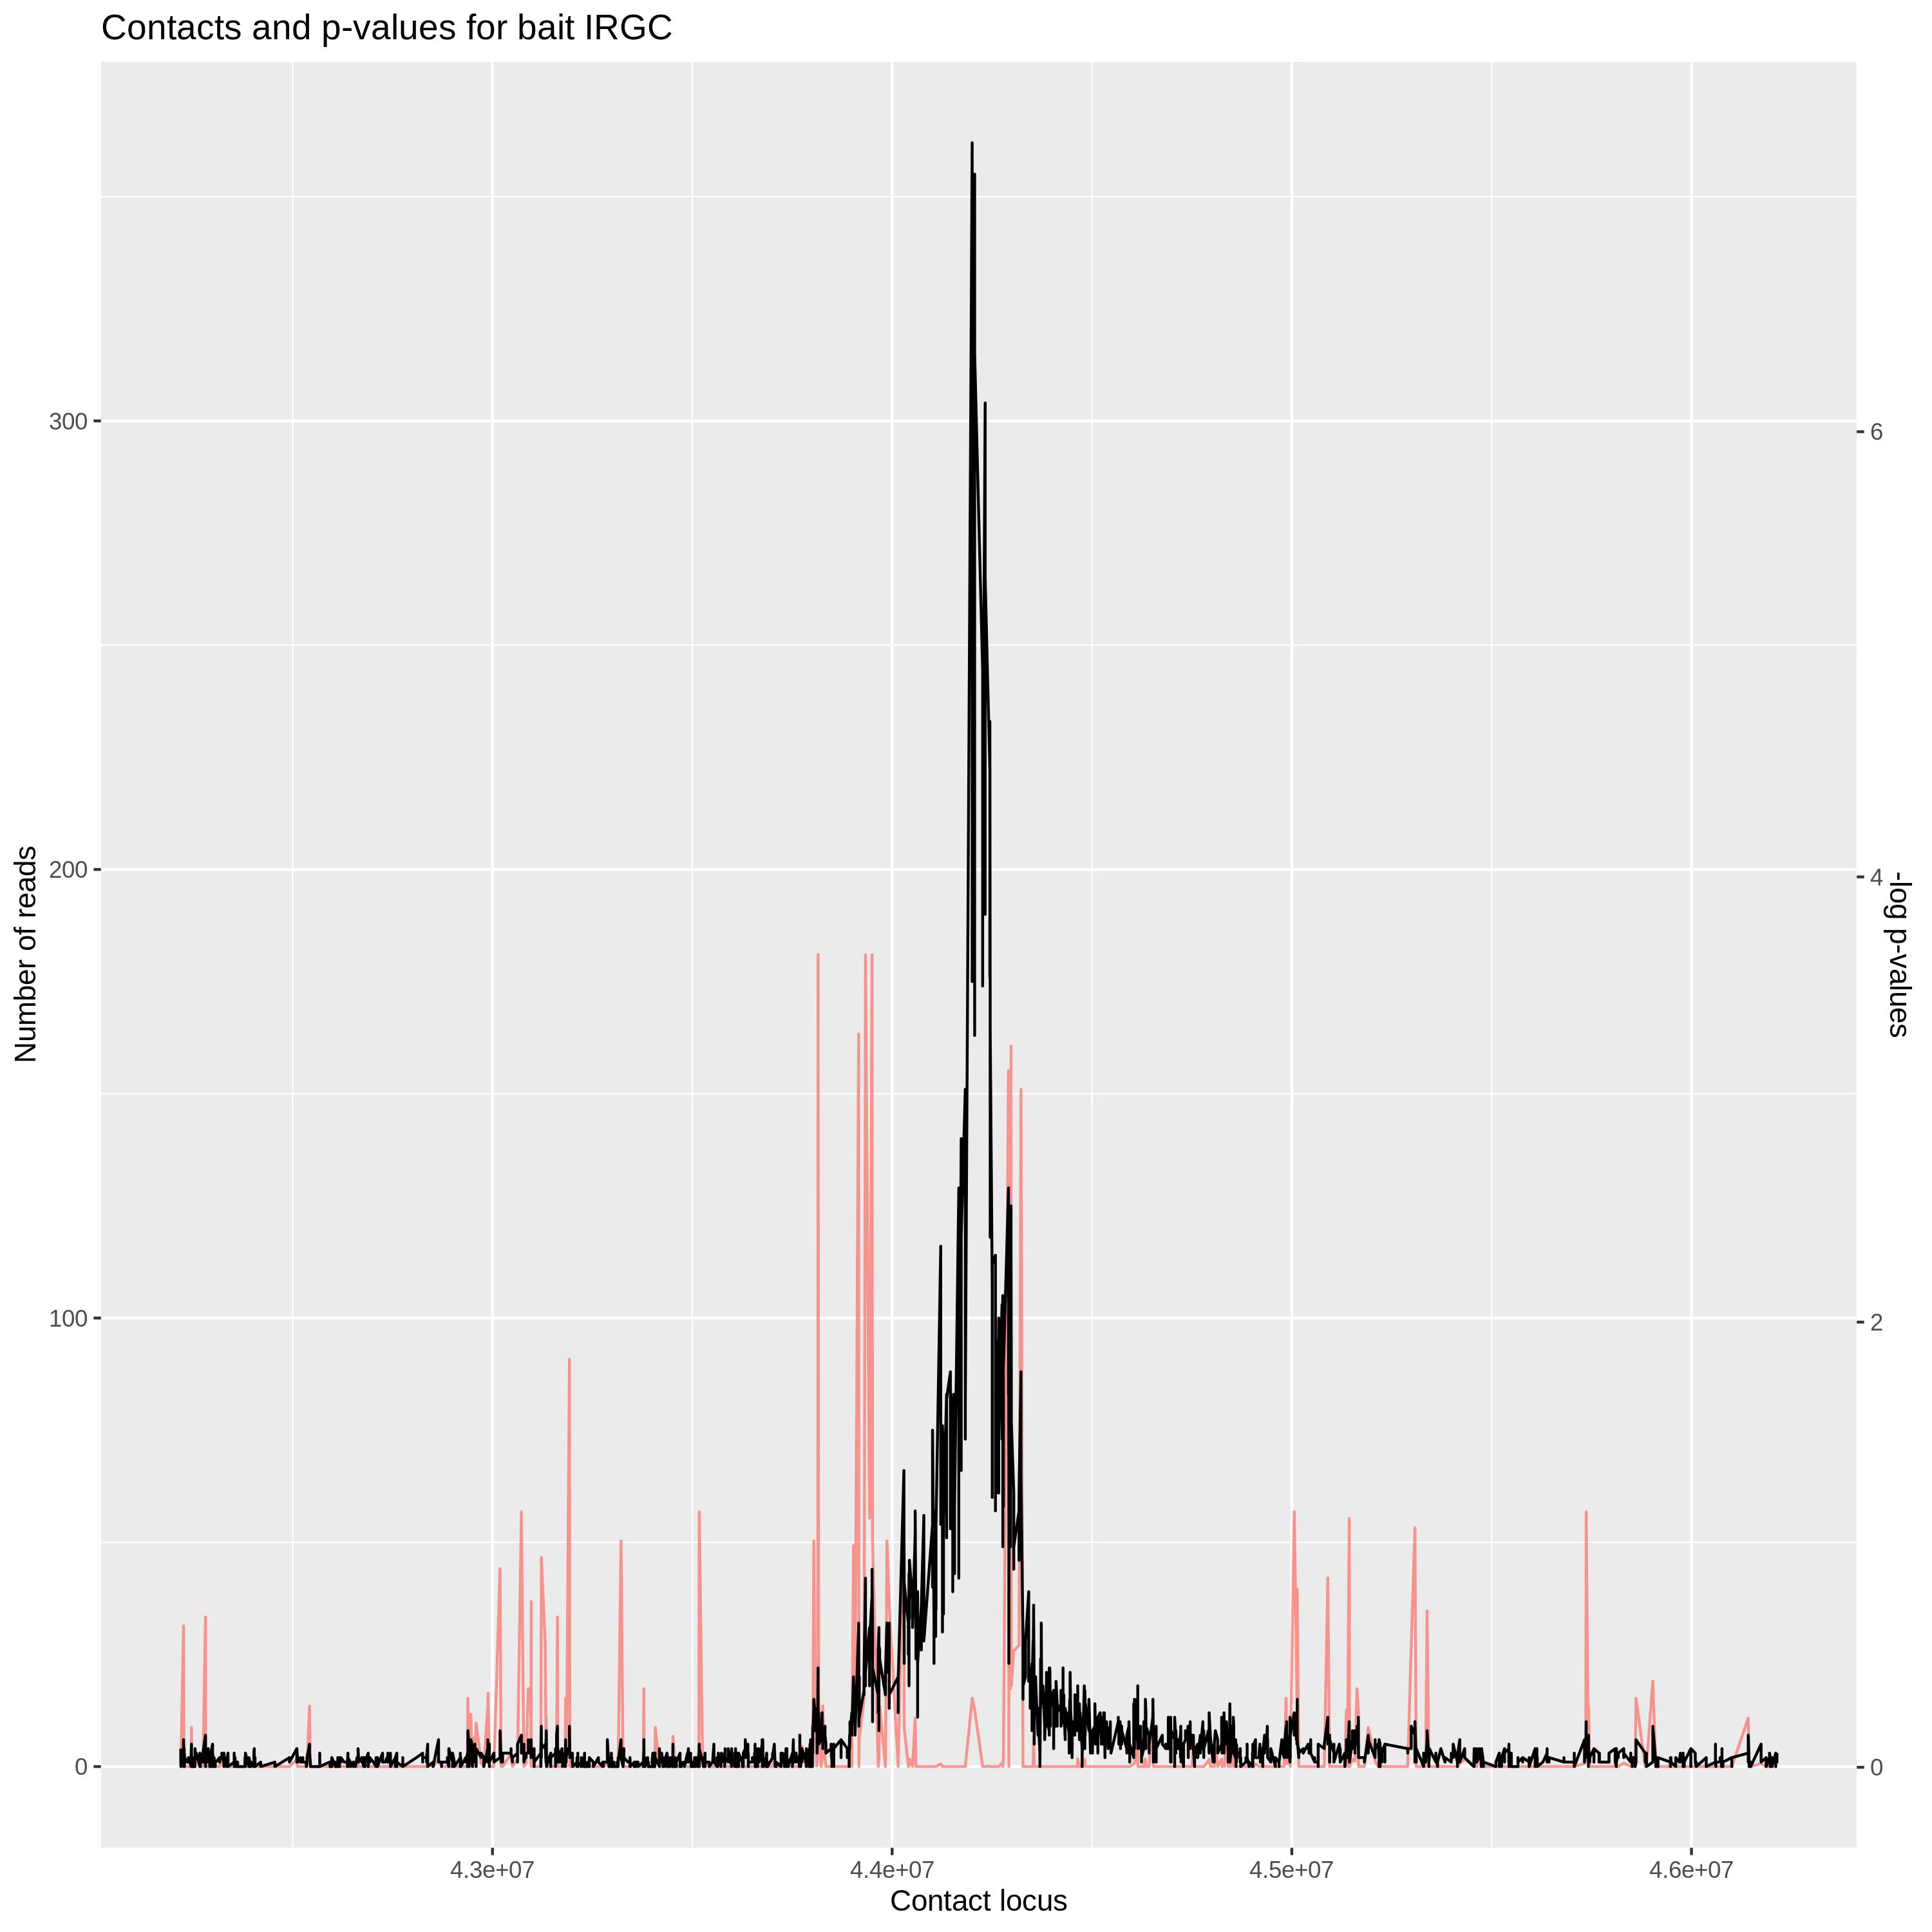 Contacts and p-values for bait IRGC
300
200
100
0
Number of reads
6
4
2
0
-log p-values
4.3e+07
4.4e+07
4.5e+07
4.6e+07
Contact locus